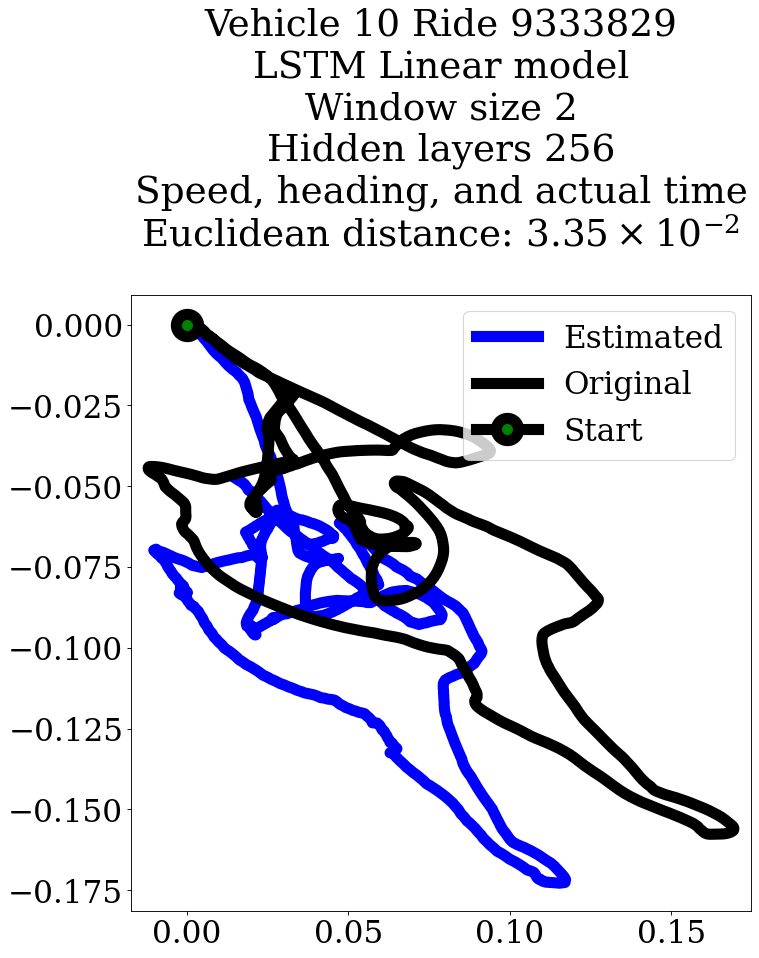 Vehicle 10 Ride 9333829
LSTM Linear model
Window size 2
Hidden layers 256
Speed, heading, and actual time
Euclidean distance: 3.35 × 10⁻²
Estimated
Original
Start
0.000
−0.025
−0.050
−0.075
−0.100
−0.125
−0.150
−0.175
0.00 0.05 0.10 0.15